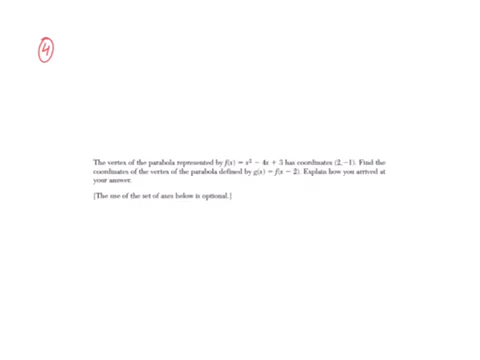 4
The vertex of the parabola represented by f(x) = x² − 4x + 3 has coordinates (2,−1). Find the
coordinates of the vertex of the parabola defined by g(x) = f(x − 2). Explain how you arrived at
your answer.
[The use of the set of axes below is optional.]